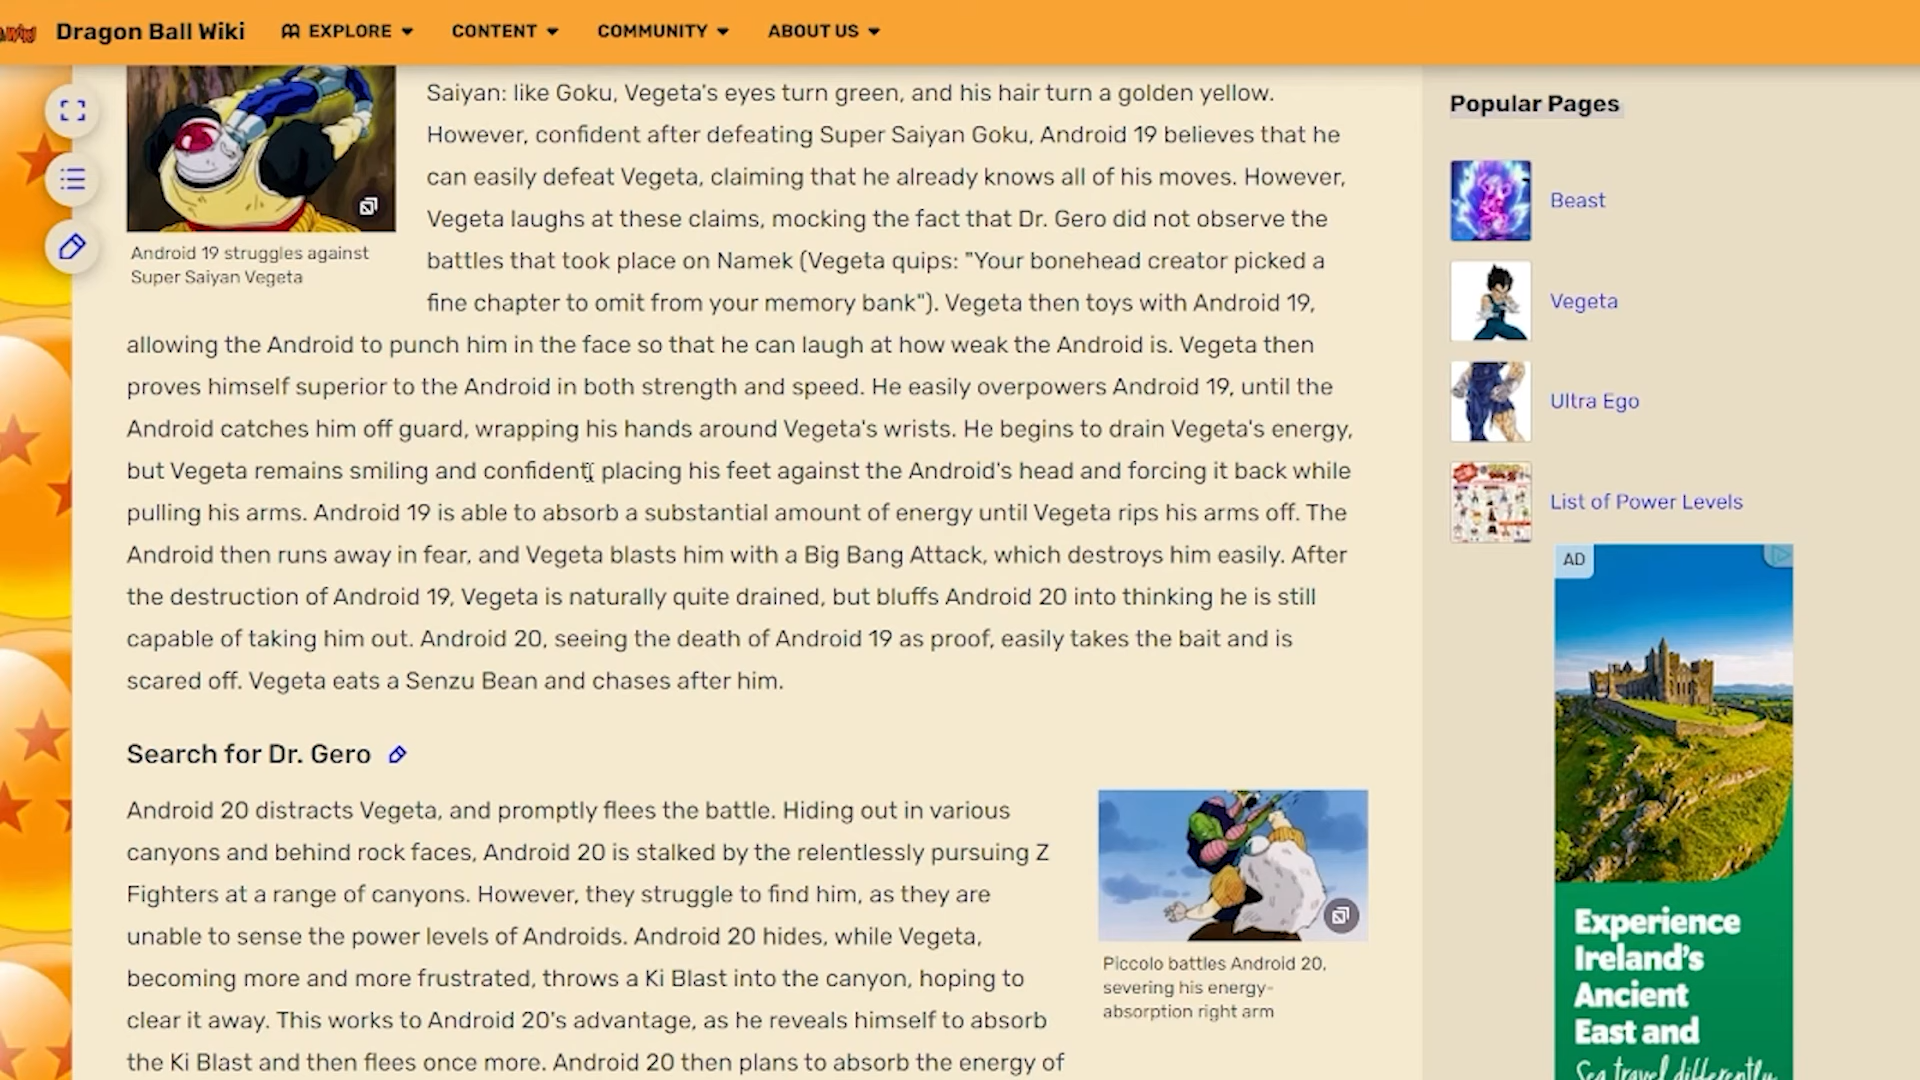 Dragon Ball Wiki
EXPLORE
CONTENT
COMMUNITY
ABOUT US
Saiyan: like Goku, Vegeta's eyes turn green, and his hair turn a golden yellow.
However, confident after defeating Super Saiyan Goku, Android 19 believes that he
can easily defeat Vegeta, claiming that he already knows all of his moves. However,
Vegeta laughs at these claims, mocking the fact that Dr. Gero did not observe the
battles that took place on Namek (Vegeta quips: "Your bonehead creator picked a
fine chapter to omit from your memory bank"). Vegeta then toys with Android 19,
Android 19 struggles against
Super Saiyan Vegeta
allowing the Android to punch him in the face so that he can laugh at how weak the Android is. Vegeta then
proves himself superior to the Android in both strength and speed. He easily overpowers Android 19, until the
Android catches him off guard, wrapping his hands around Vegeta's wrists. He begins to drain Vegeta's energy,
but Vegeta remains smiling and confident, placing his feet against the Android's head and forcing it back while
pulling his arms. Android 19 is able to absorb a substantial amount of energy until Vegeta rips his arms off. The
Android then runs away in fear, and Vegeta blasts him with a Big Bang Attack, which destroys him easily. After
the destruction of Android 19, Vegeta is naturally quite drained, but bluffs Android 20 into thinking he is still
capable of taking him out. Android 20, seeing the death of Android 19 as proof, easily takes the bait and is
scared off. Vegeta eats a Senzu Bean and chases after him.
Search for Dr. Gero
Android 20 distracts Vegeta, and promptly flees the battle. Hiding out in various
canyons and behind rock faces, Android 20 is stalked by the relentlessly pursuing Z
Fighters at a range of canyons. However, they struggle to find him, as they are
unable to sense the power levels of Androids. Android 20 hides, while Vegeta,
becoming more and more frustrated, throws a Ki Blast into the canyon, hoping to
clear it away. This works to Android 20's advantage, as he reveals himself to absorb
the Ki Blast and then flees once more. Android 20 then plans to absorb the energy of
Piccolo battles Android 20,
severing his energy-
absorption right arm
Popular Pages
Beast
Vegeta
Ultra Ego
List of Power Levels
AD
Experience
Ireland's
Ancient
East and
Sea travel differently